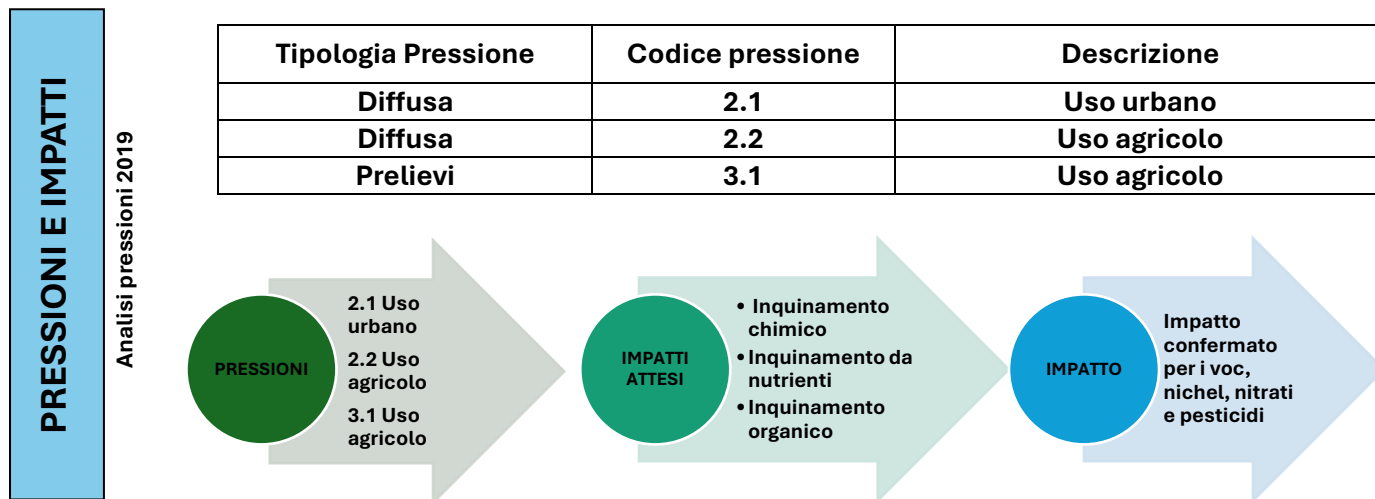 PRESSIONI E IMPATTI
Analisi pressioni 2019
Tipologia Pressione Codice pressione Descrizione
Diffusa 2.1 Uso urbano
Diffusa 2.2 Uso agricolo
Prelievi 3.1 Uso agricolo
PRESSIONI
2.1 Uso
urbano
2.2 Uso
agricolo
3.1 Uso
agricolo
IMPATTI
ATTESI
• Inquinamento
chimico
• Inquinamento da
nutrienti
• Inquinamento
organico
IMPATTO
Impatto
confermato
per i voc,
nichel, nitrati
e pesticidi